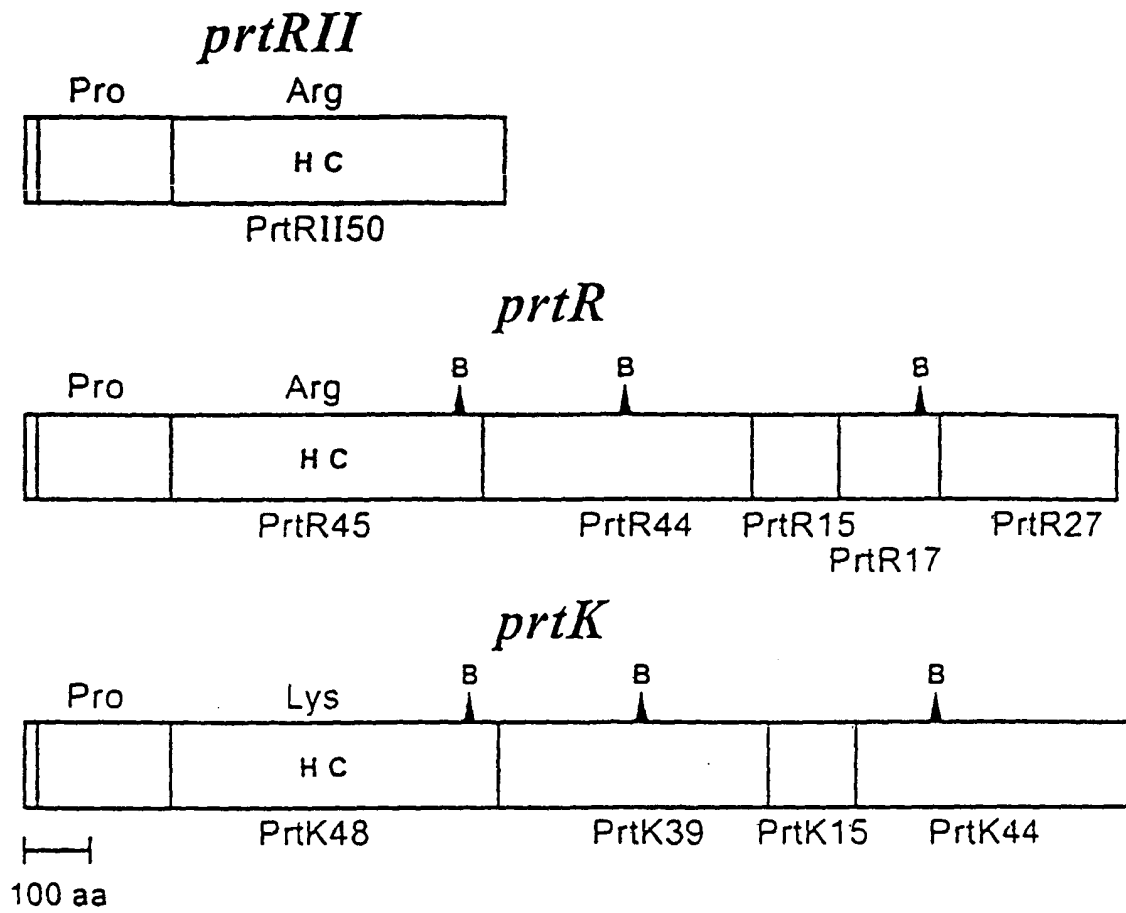 prtRII
Pro Arg
H C
PrtRII50
prtR
B B B
Pro Arg
H C
PrtR45 PrtR44 PrtR15 PrtR27
PrtR17
prtK
B B B
Pro Lys
H C
PrtK48 PrtK39 PrtK15 PrtK44
100 aa